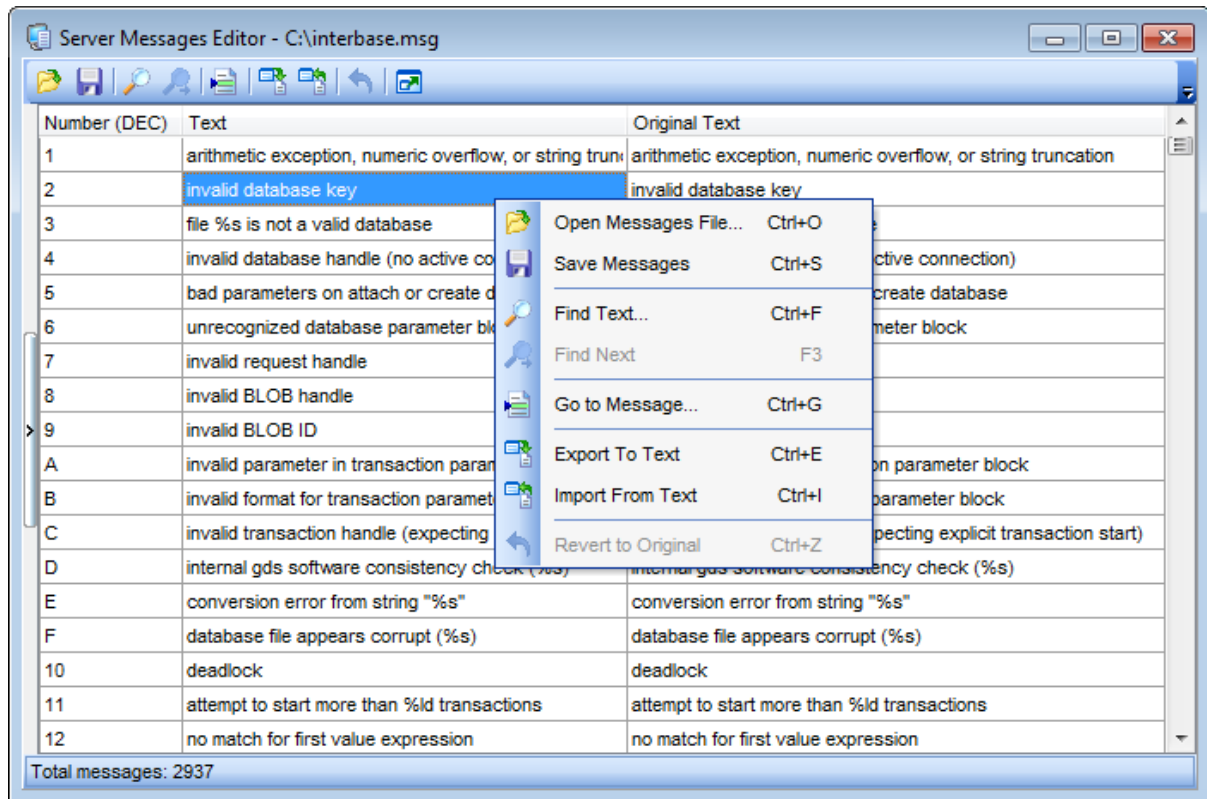 Server Messages Editor - C:\interbase.msg
Number (DEC) Text Original Text
1 arithmetic exception, numeric overflow, or string arithmetic exception, numeric overflow, or string truncation
2 invalid database key invalid database key
3 file %s is not a valid database
4 invalid database handle (no active connection)
5 bad parameters on attach or create create database
6 unrecognized database parameter block
7 invalid request handle
8 invalid BLOB handle
9 invalid BLOB ID
A invalid parameter in transaction parameter block
B invalid format for transaction parameter block
C invalid transaction handle (expecting explicit transaction start)
D internal gds software consistency check (%s) internal gds software consistency check (%s)
E conversion error from string "%s" conversion error from string "%s"
F database file appears corrupt (%s) database file appears corrupt (%s)
10 deadlock deadlock
11 attempt to start more than %ld transactions attempt to start more than %ld transactions
12 no match for first value expression no match for first value expression
Open Messages File... Ctrl+O
Save Messages Ctrl+S
Find Text... Ctrl+F
Find Next F3
Go to Message... Ctrl+G
Export To Text Ctrl+E
Import From Text Ctrl+I
Revert to Original Ctrl+Z
Total messages: 2937